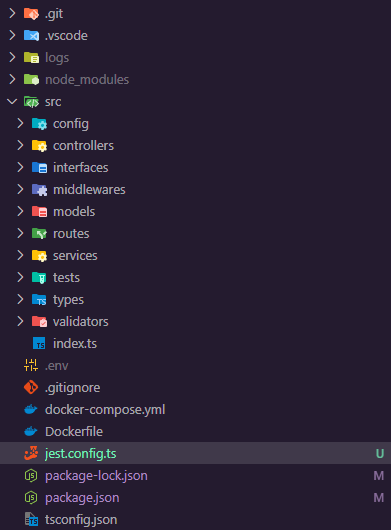 .git
.vscode
logs
node_modules
src
config
controllers
interfaces
middlewares
models
routes
services
tests
types
validators
index.ts
.env
.gitignore
docker-compose.yml
Dockerfile
jest.config.ts U
package-lock.json M
package.json M
tsconfig.json